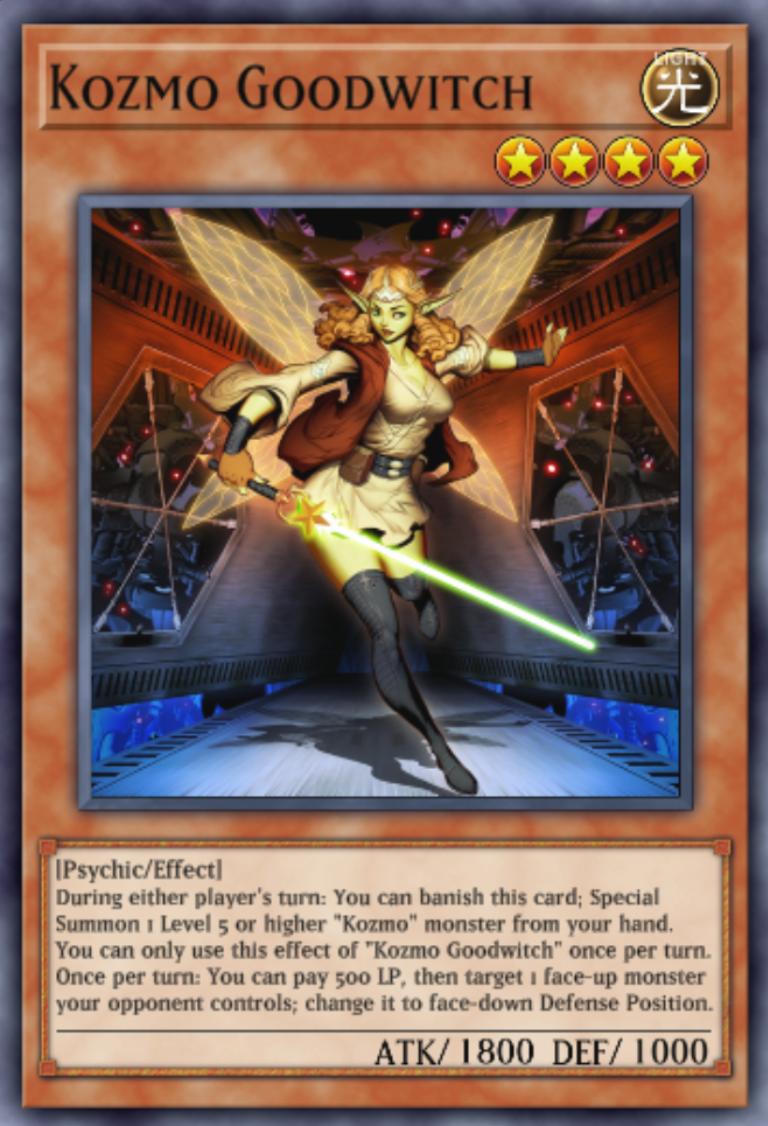 Kozmo Goodwitch
LIGHT
光
[Psychic/Effect]
During either player's turn: You can banish this card; Special
Summon 1 Level 5 or higher "Kozmo" monster from your hand.
You can only use this effect of "Kozmo Goodwitch" once per turn.
Once per turn: You can pay 500 LP, then target 1 face-up monster
your opponent controls; change it to face-down Defense Position.
ATK/ 1800 DEF/ 1000